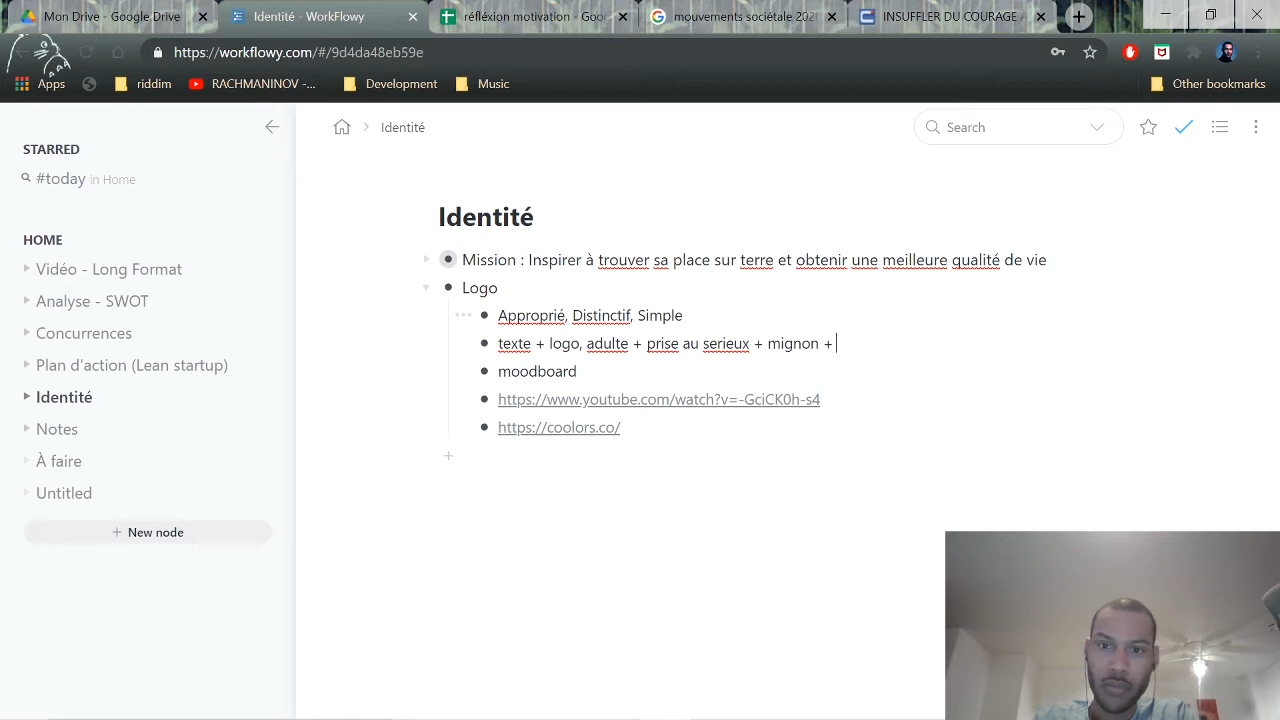 Mon Drive - Google Drive
Identité - WorkFlowy
réfléxion motivation - Goo
mouvements sociétale 202
INSUFFLER DU COURAGE A
https://workflowy.com/#/9d4da48eb59e
Apps
riddim
RACHMANINOV -...
Development
Music
Other bookmarks
Identité
Search
STARRED
#today in Home
HOME
Vidéo - Long Format
Analyse - SWOT
Concurrences
Plan d'action (Lean startup)
Identité
Notes
À faire
Untitled
+ New node
Identité
Mission : Inspirer à trouver sa place sur terre et obtenir une meilleure qualité de vie
Logo
Approprié, Distinctif, Simple
texte + logo, adulte + prise au serieux + mignon +
moodboard
https://www.youtube.com/watch?v=-GciCK0h-s4
https://coolors.co/